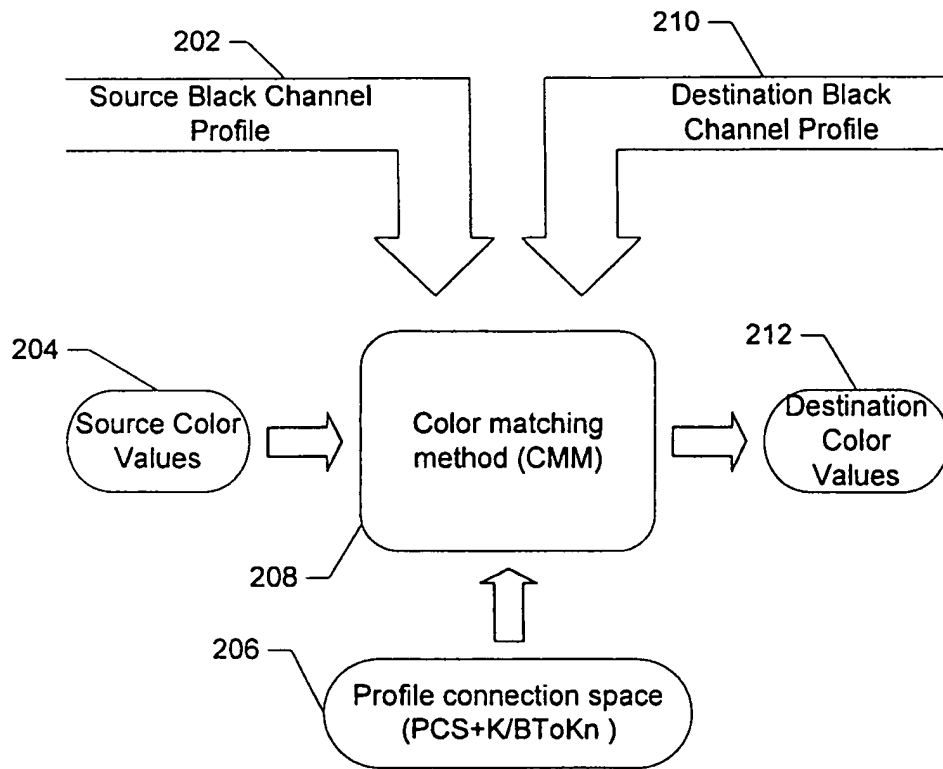 202
210
Source Black Channel
Profile
Destination Black
Channel Profile
204
212
Source Color
Values
Color matching
method (CMM)
Destination
Color
Values
208
206
Profile connection space
(PCS+K/BToKn )